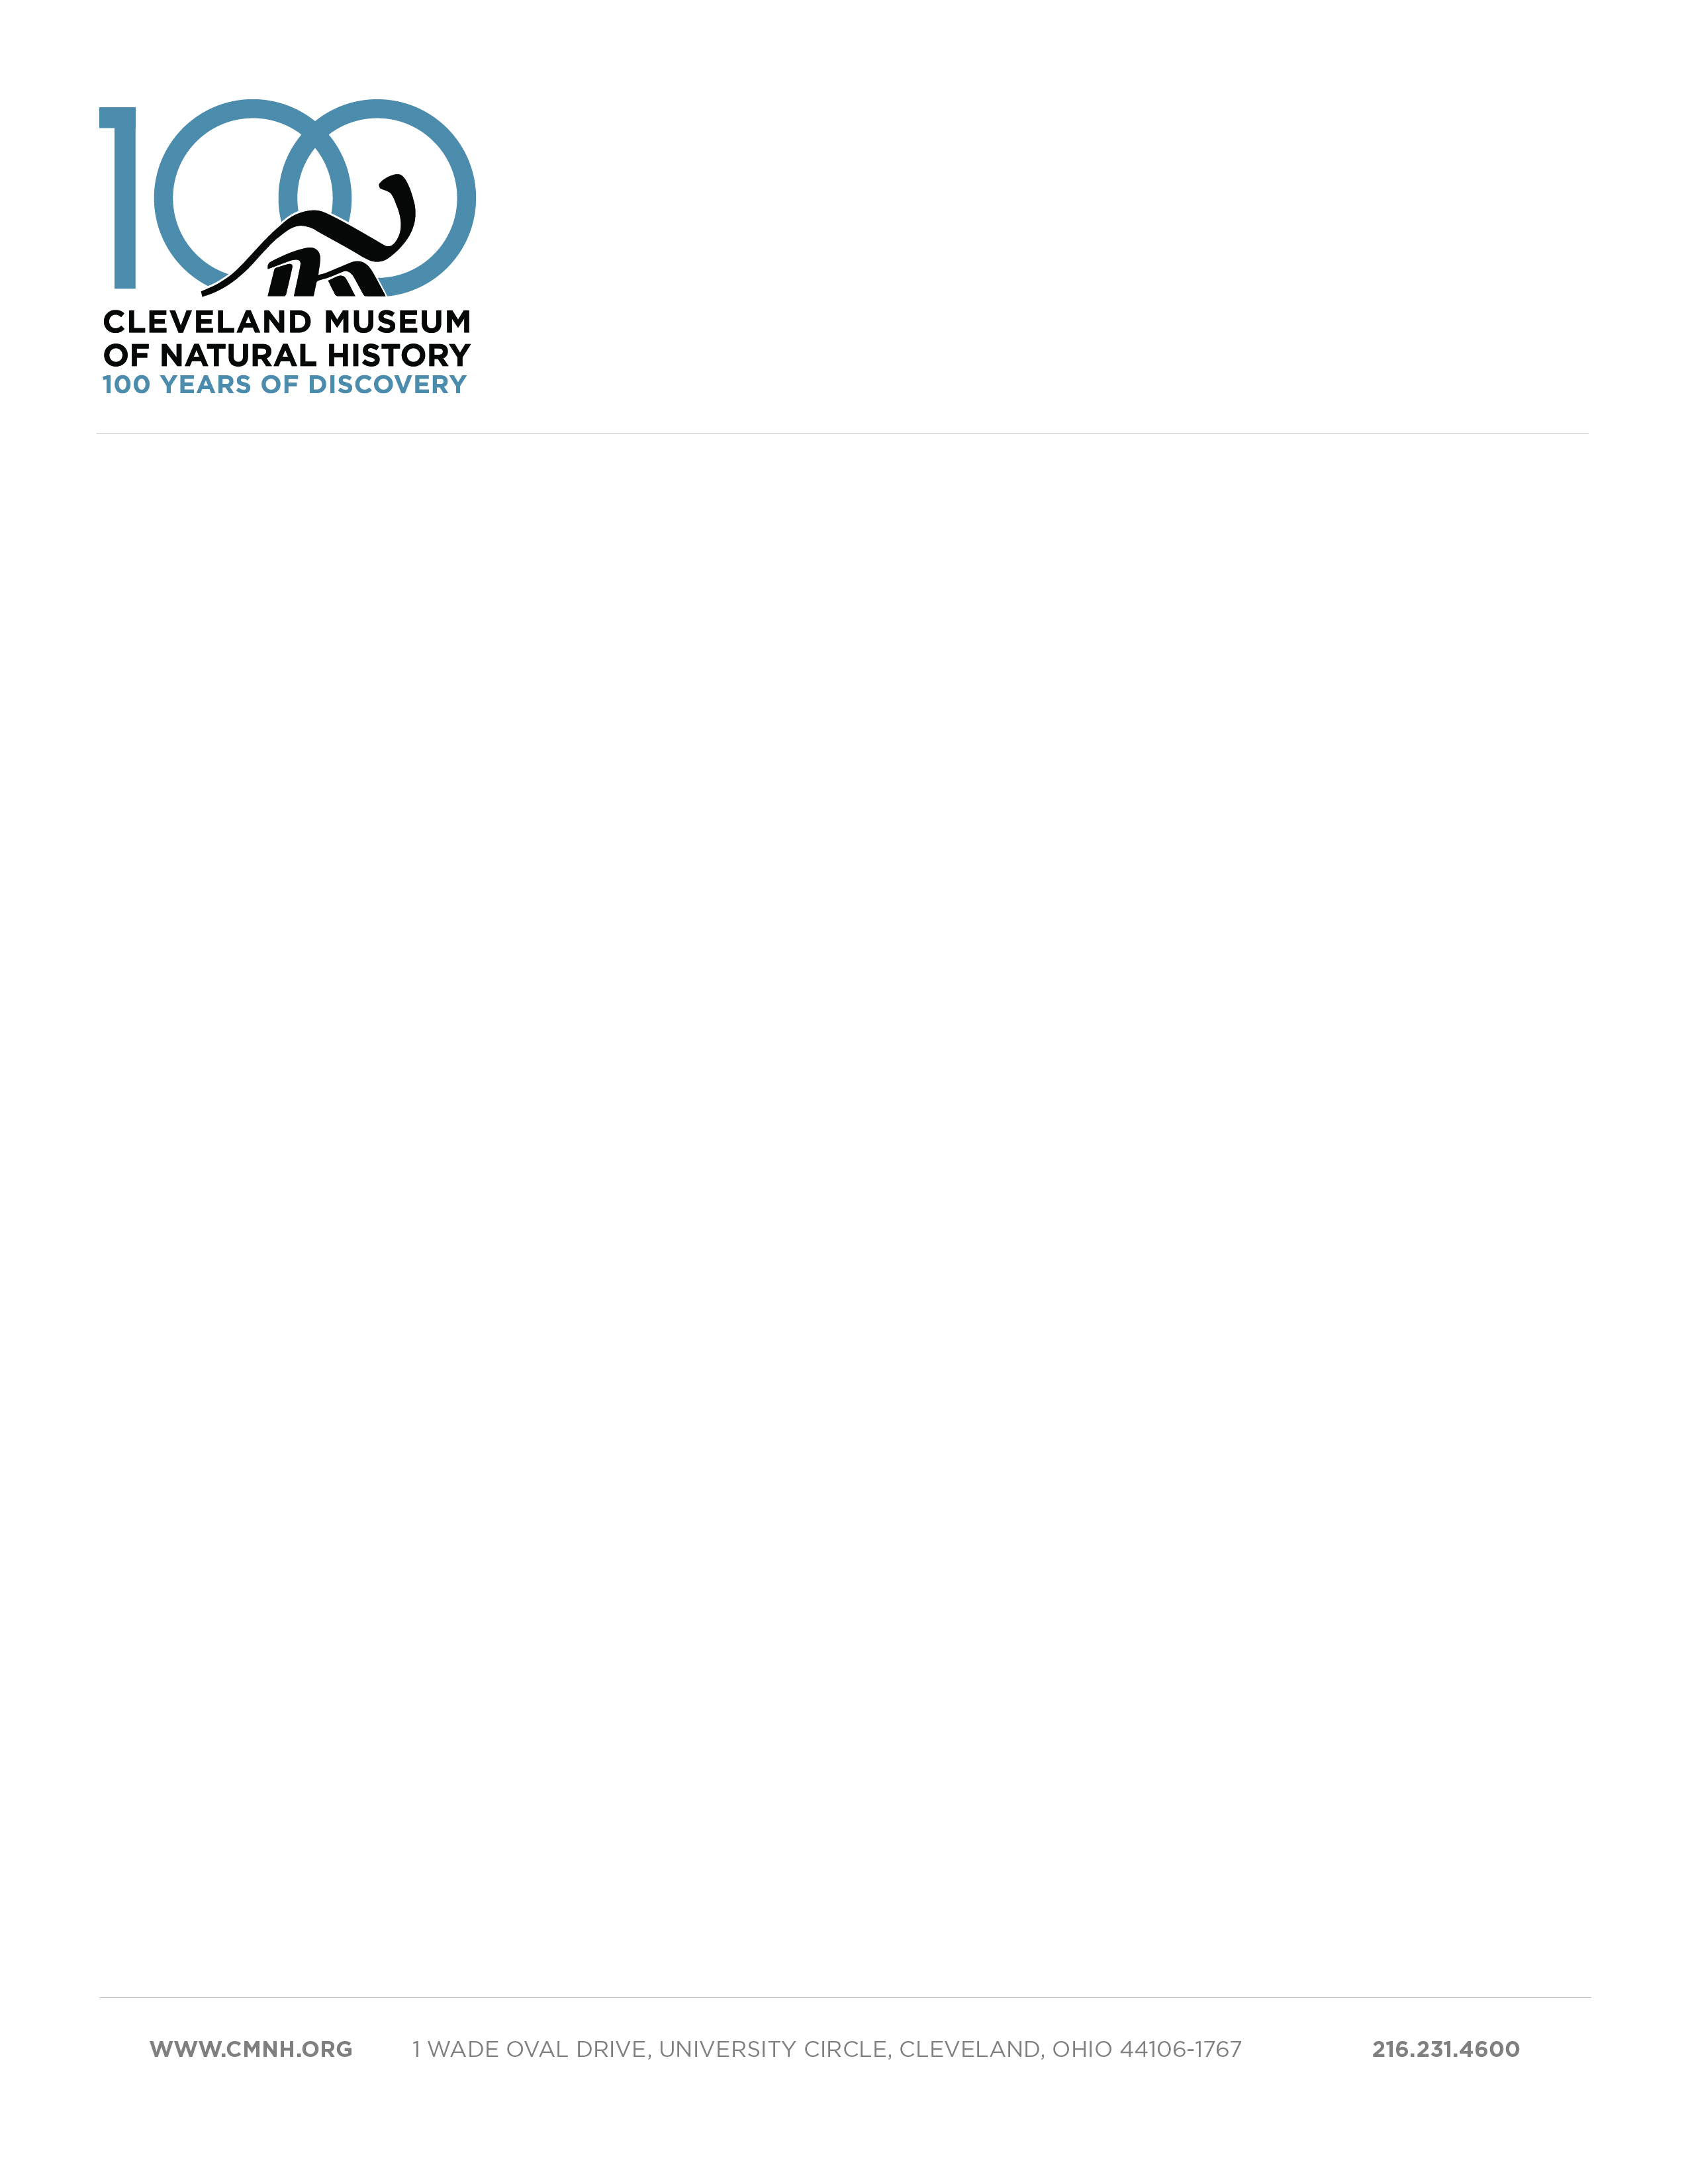 100
CLEVELAND MUSEUM
OF NATURAL HISTORY
100 YEARS OF DISCOVERY
WWW.CMNH.ORG 1 WADE OVAL DRIVE, UNIVERSITY CIRCLE, CLEVELAND, OHIO 44106-1767 216.231.4600